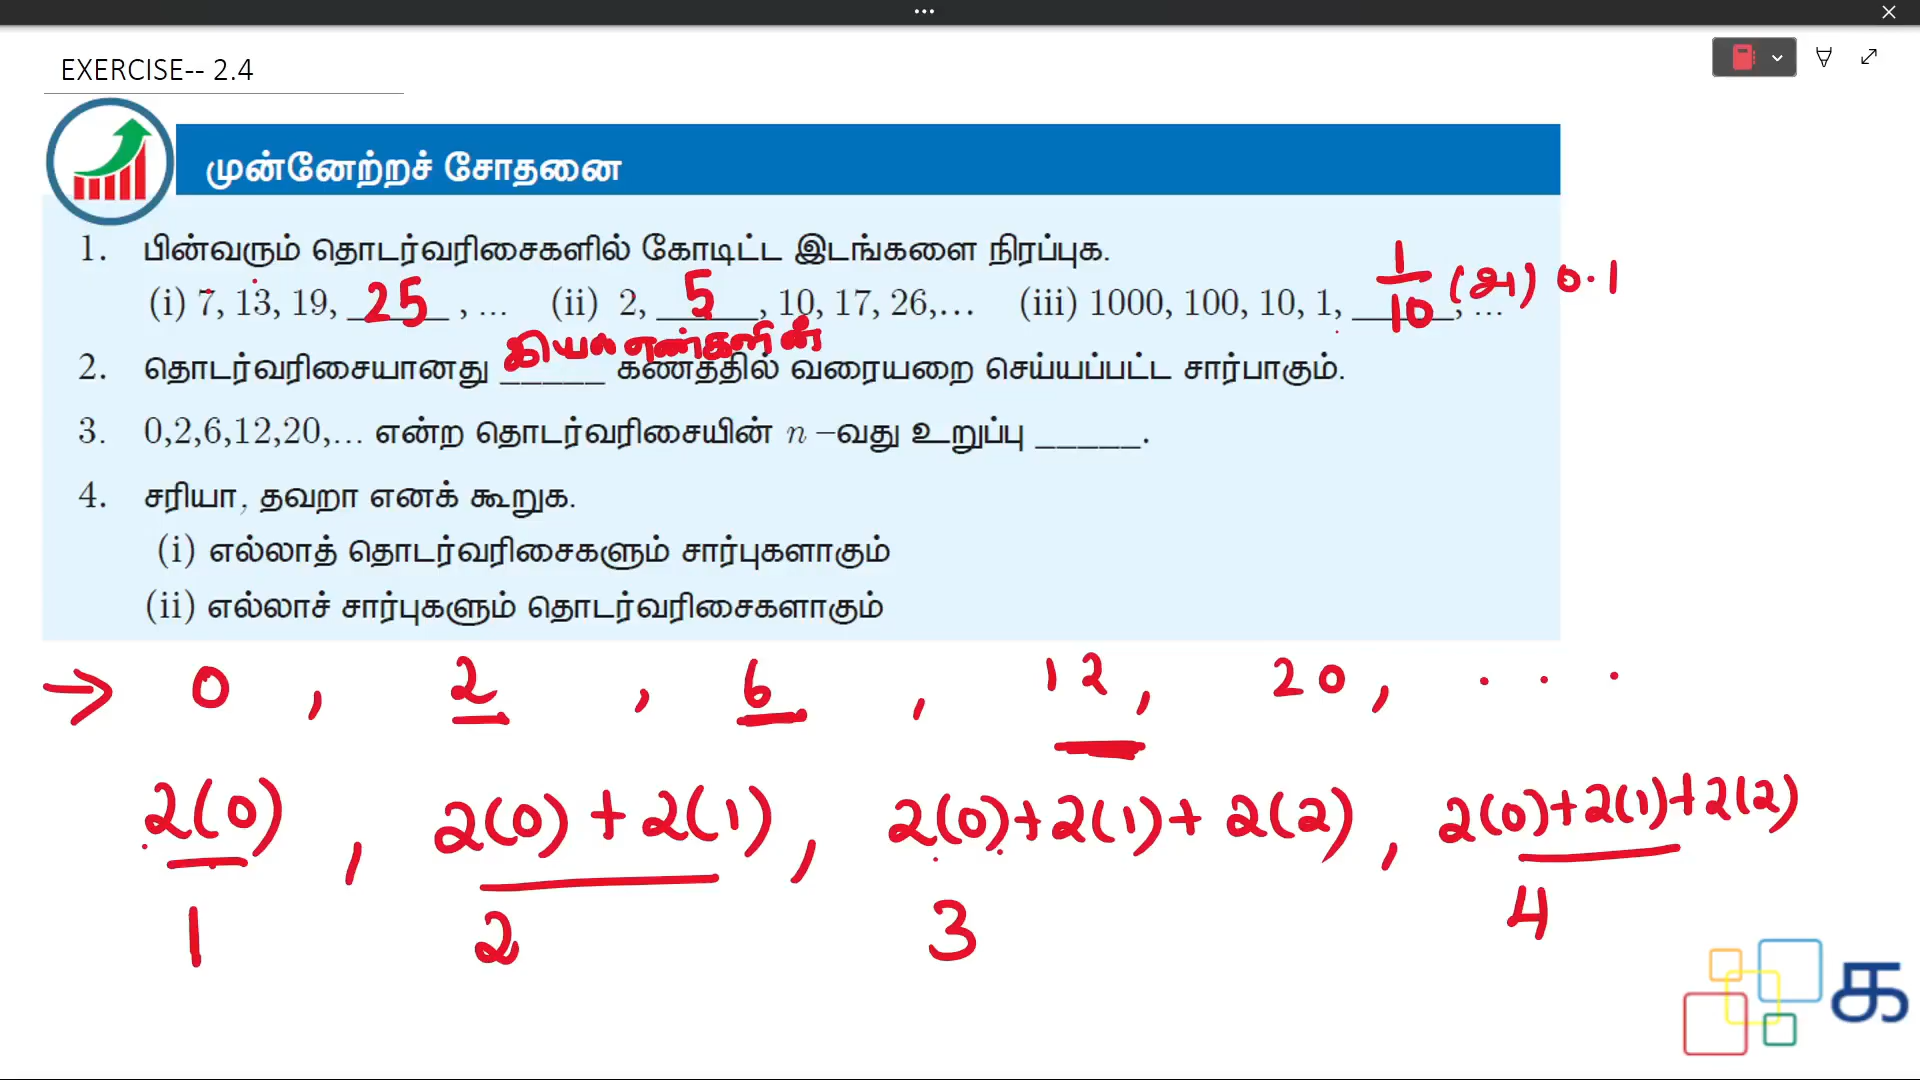 EXERCISE-- 2.4
முன்னேற்றச் சோதனை
1. பின்வரும் தொடர்வரிசைகளில் கோடிட்ட இடங்களை நிரப்புக.
(i) 7, 13, 19, 25 , ... (ii) 2, 5, 10, 17, 26,... (iii) 1000, 100, 10, 1, 1/10 (அ) 0.1, ...
இயல் எண்களின்
2. தொடர்வரிசையானது _____ கணத்தில் வரையறை செய்யப்பட்ட சார்பாகும்.
3. 0,2,6,12,20,... என்ற தொடர்வரிசையின் n –வது உறுப்பு _____.
4. சரியா, தவறா எனக் கூறுக.
(i) எல்லாத் தொடர்வரிசைகளும் சார்புகளாகும்
(ii) எல்லாச் சார்புகளும் தொடர்வரிசைகளாகும்
→ 0 , 2 , 6 , 12 , 20 , . . .
2(0) , 2(0) + 2(1) , 2(0)+2(1)+ 2(2) , 2(0)+2(1)+2(2)
1 2 3 4
க